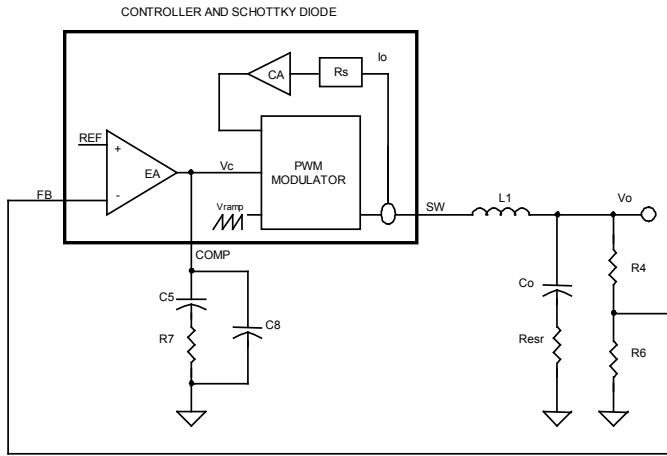 CONTROLLER AND SCHOTTKY DIODE
Io
CA
Rs
REF
+
EA
-
Vc
PWM
MODULATOR
FB
Vramp
SW
L1
Vo
COMP
R4
C5
Co
C8
R7
Resr
R6